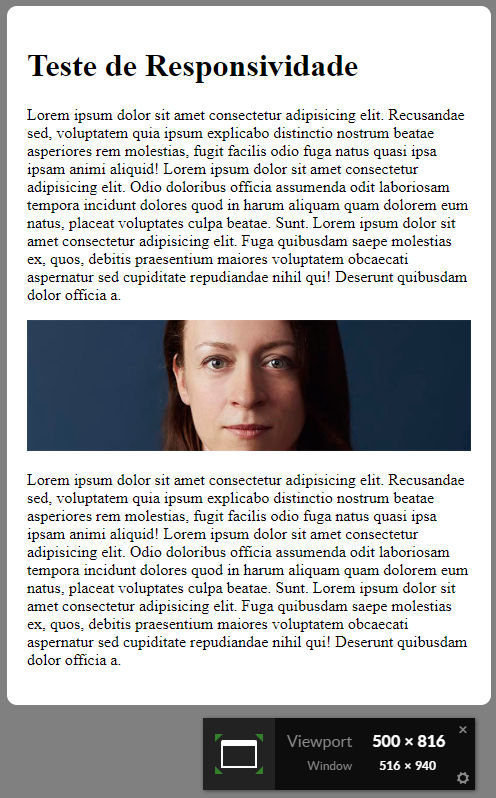 Teste de Responsividade
Lorem ipsum dolor sit amet consectetur adipisicing elit. Recusandae
sed, voluptatem quia ipsum explicabo distinctio nostrum beatae
asperiores rem molestias, fugit facilis odio fuga natus quasi ipsa
ipsam animi aliquid! Lorem ipsum dolor sit amet consectetur
adipisicing elit. Odio doloribus officia assumenda odit laboriosam
tempora incidunt dolores quod in harum aliquam quam dolorem eum
natus, placeat voluptates culpa beatae. Sunt. Lorem ipsum dolor sit
amet consectetur adipisicing elit. Fuga quibusdam saepe molestias
ex, quos, debitis praesentium maiores voluptatem obcaecati
aspernatur sed cupiditate repudiandae nihil qui! Deserunt quibusdam
dolor officia a.
Lorem ipsum dolor sit amet consectetur adipisicing elit. Recusandae
sed, voluptatem quia ipsum explicabo distinctio nostrum beatae
asperiores rem molestias, fugit facilis odio fuga natus quasi ipsa
ipsam animi aliquid! Lorem ipsum dolor sit amet consectetur
adipisicing elit. Odio doloribus officia assumenda odit laboriosam
tempora incidunt dolores quod in harum aliquam quam dolorem eum
natus, placeat voluptates culpa beatae. Sunt. Lorem ipsum dolor sit
amet consectetur adipisicing elit. Fuga quibusdam saepe molestias
ex, quos, debitis praesentium maiores voluptatem obcaecati
aspernatur sed cupiditate repudiandae nihil qui! Deserunt quibusdam
dolor officia a.
Viewport 500 × 816
Window 516 × 940